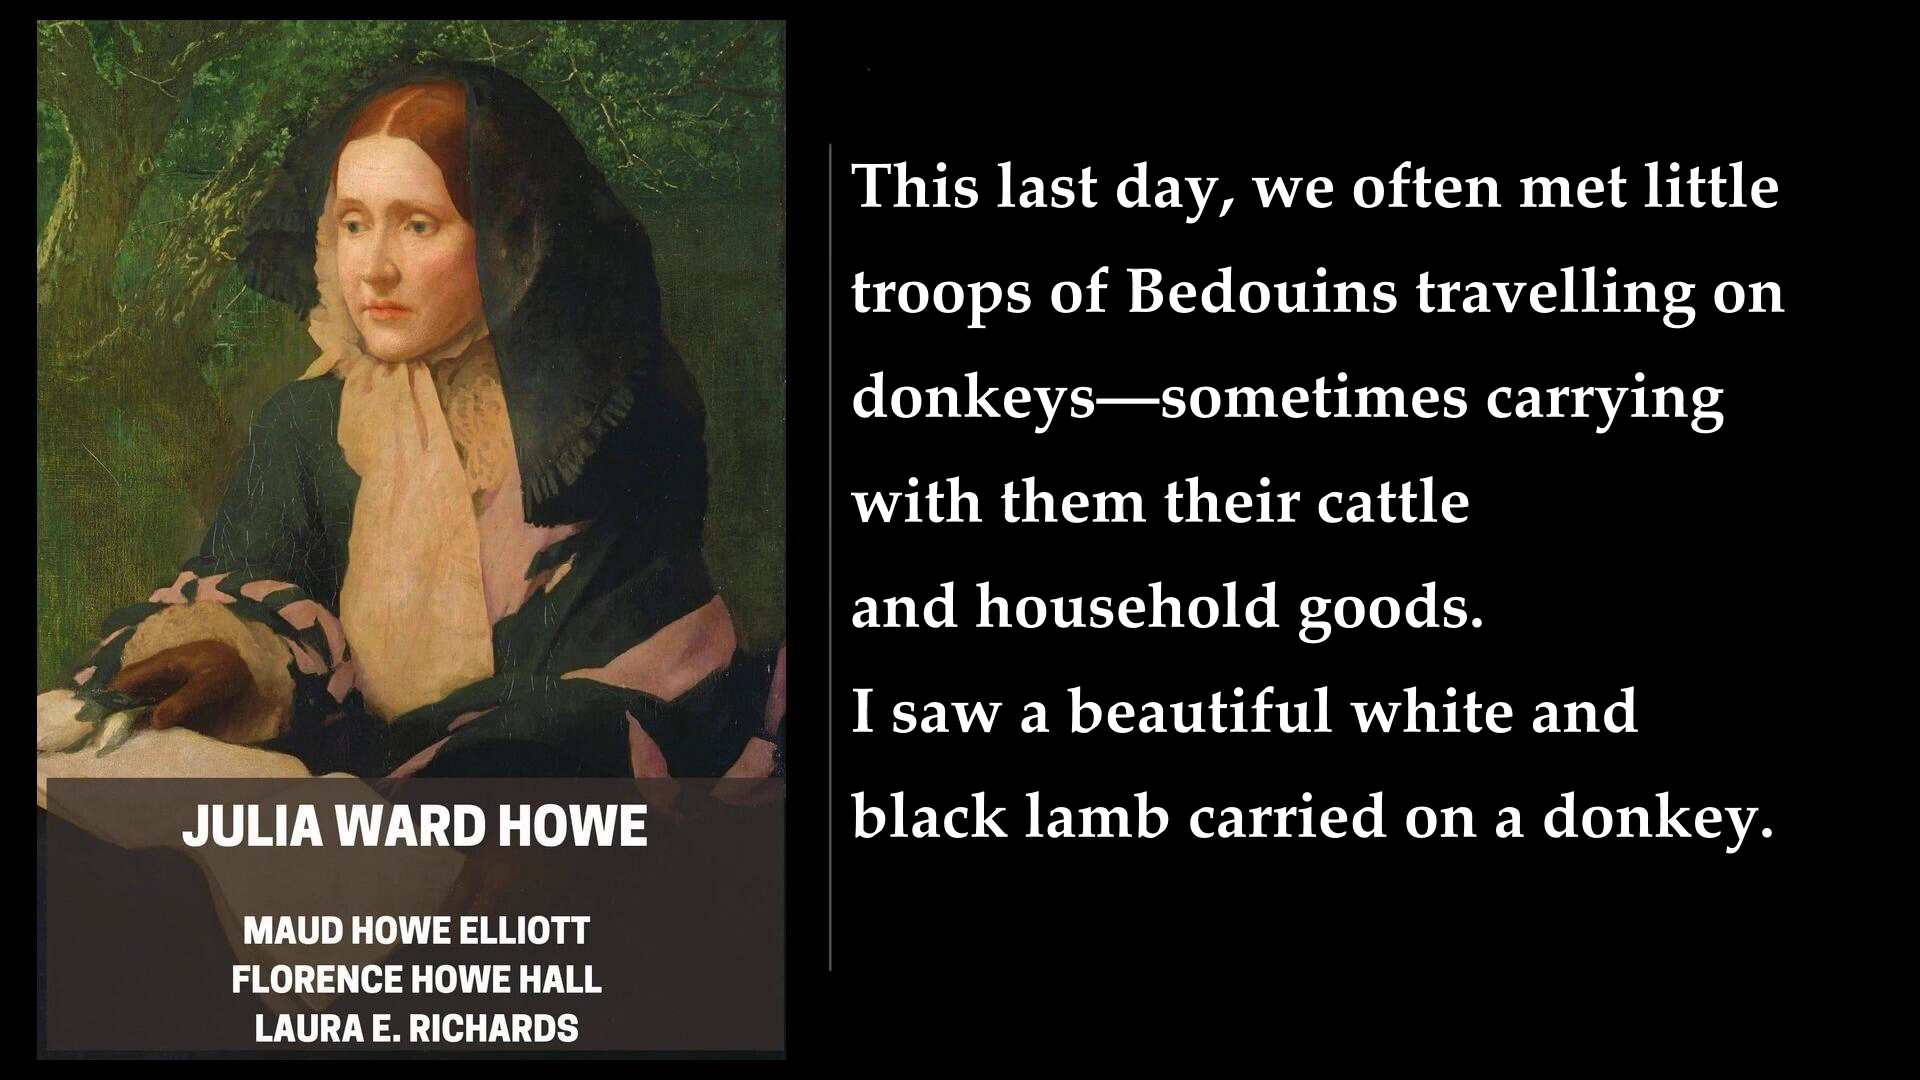 JULIA WARD HOWE
MAUD HOWE ELLIOTT
FLORENCE HOWE HALL
LAURA E. RICHARDS
This last day, we often met little
troops of Bedouins travelling on
donkeys—sometimes carrying
with them their cattle
and household goods.
I saw a beautiful white and
black lamb carried on a donkey.